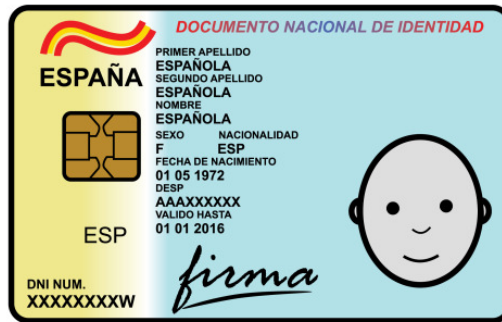 DOCUMENTO NACIONAL DE IDENTIDAD
ESPAÑA
PRIMER APELLIDO
ESPAÑOLA
SEGUNDO APELLIDO
ESPAÑOLA
NOMBRE
ESPAÑOLA
SEXO NACIONALIDAD
F ESP
FECHA DE NACIMIENTO
01 05 1972
DESP
AAAXXXXXX
VALIDO HASTA
01 01 2016
ESP
DNI NUM.
XXXXXXXXW
firma